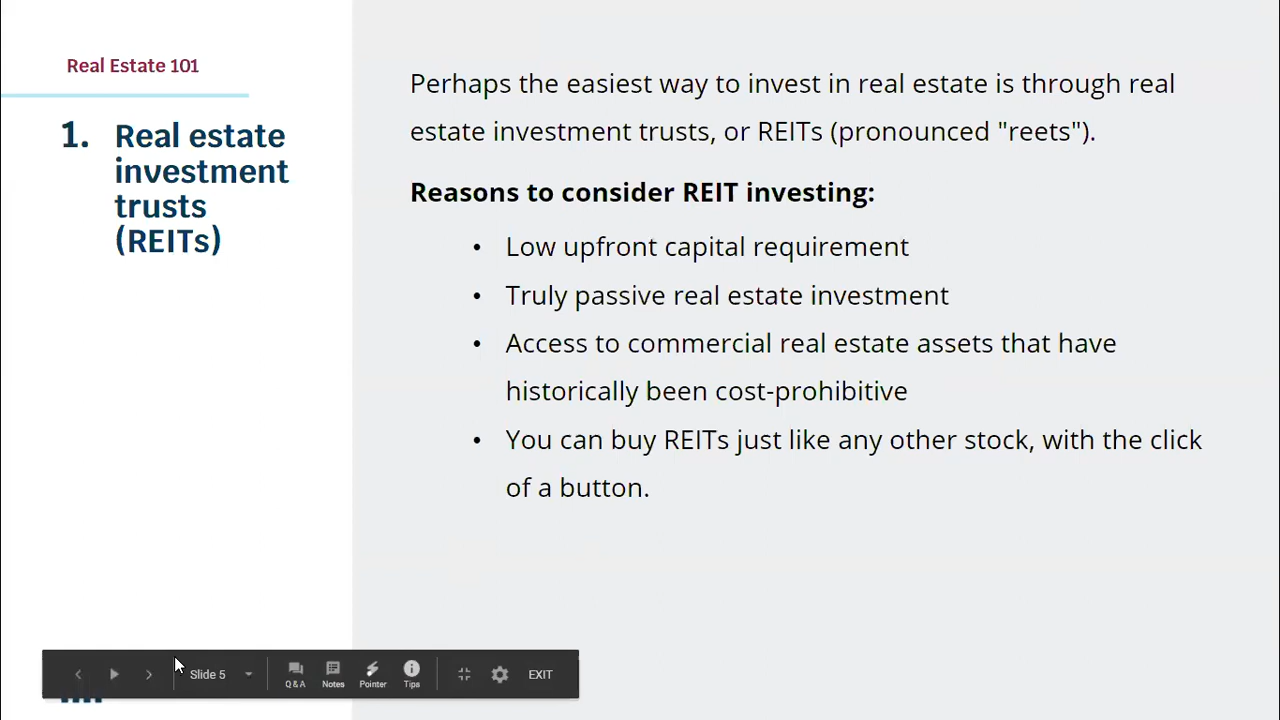 Real Estate 101
1. Real estate
investment
trusts
(REITs)
Perhaps the easiest way to invest in real estate is through real
estate investment trusts, or REITs (pronounced "reets").
Reasons to consider REIT investing:
• Low upfront capital requirement
• Truly passive real estate investment
• Access to commercial real estate assets that have
historically been cost-prohibitive
• You can buy REITs just like any other stock, with the click
of a button.
Slide 5
Q & A
Notes
Pointer
Tips
EXIT